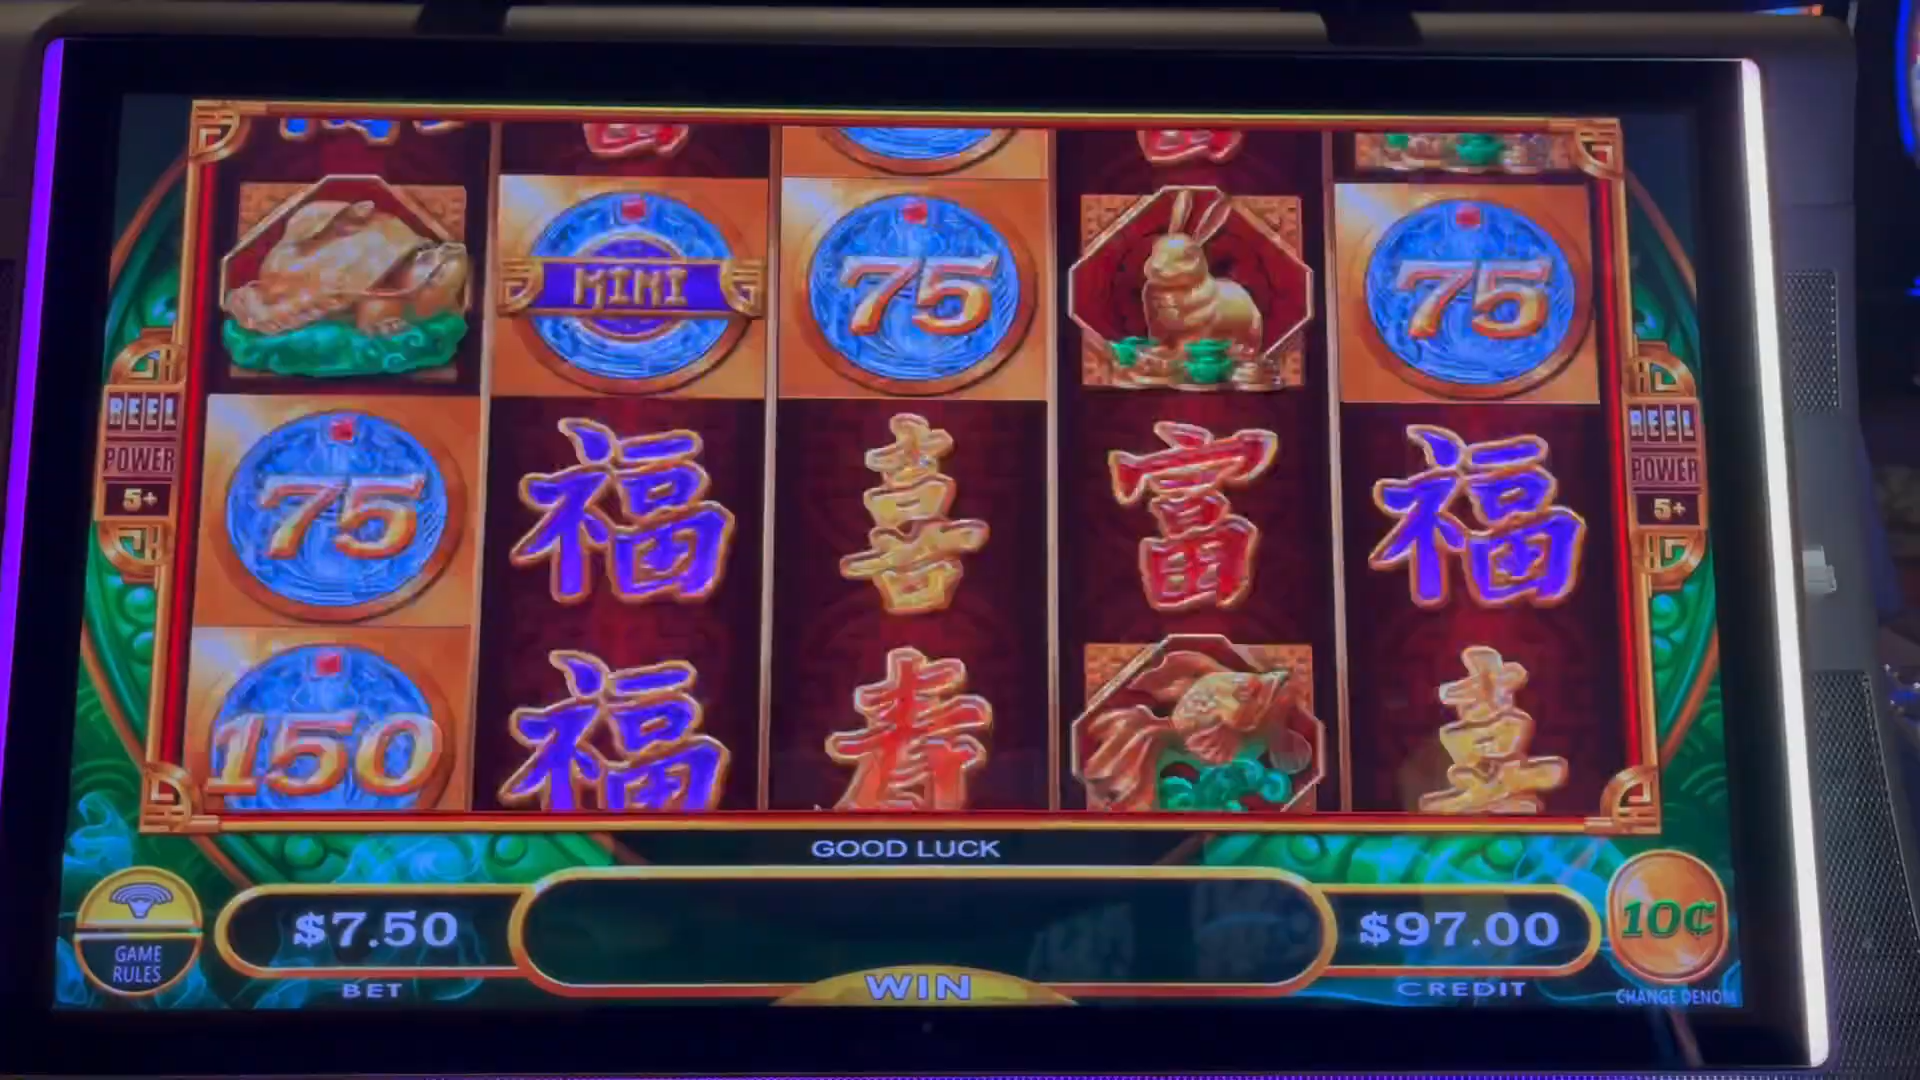 MINI
75
75
75
福
喜
富
福
150
福
寿
喜
REEL
POWER
5+
REEL
POWER
5+
GOOD LUCK
$7.50
BET
WIN
$97.00
CREDIT
GAME
RULES
10¢
CHANGE DENOM